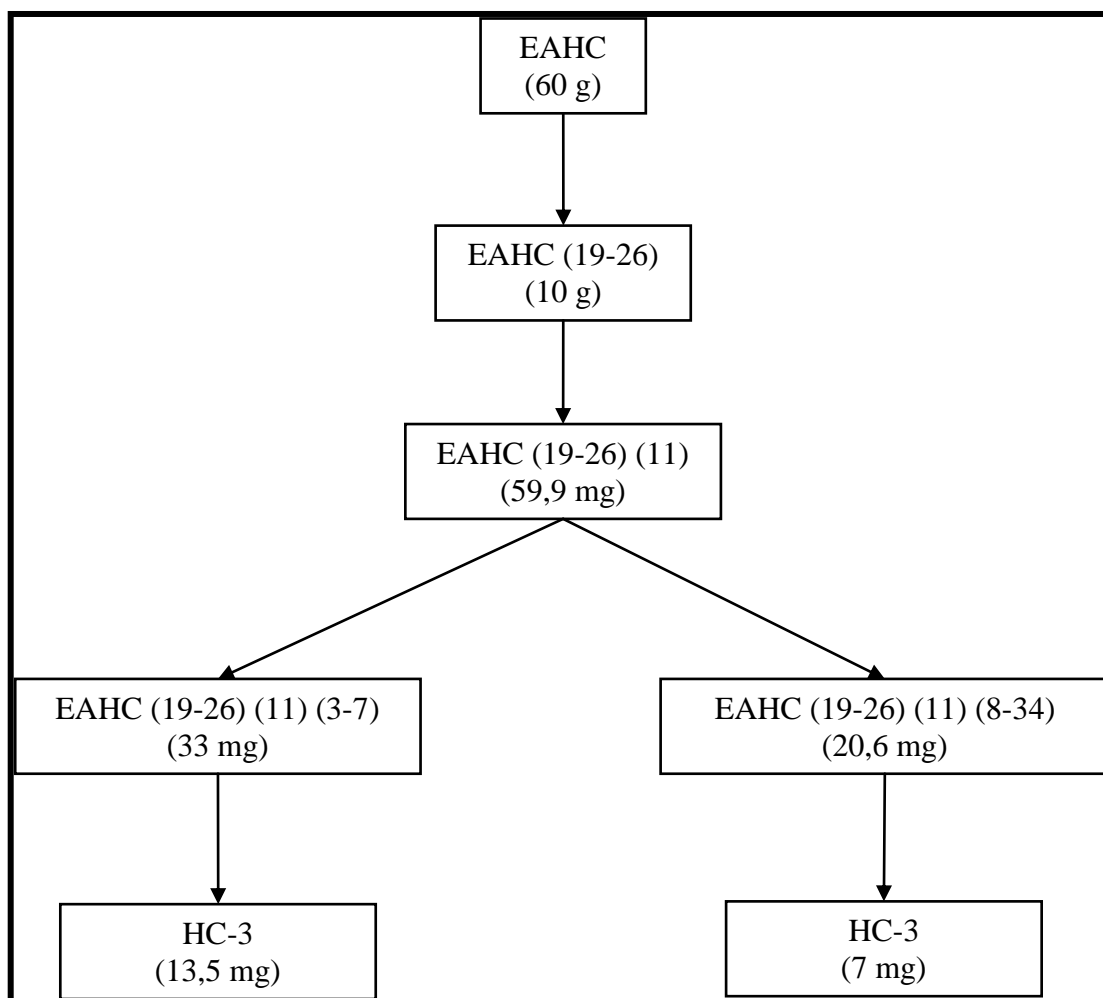 EAHC
(60 g)
EAHC (19-26)
(10 g)
EAHC (19-26) (11)
(59,9 mg)
EAHC (19-26) (11) (3-7)
(33 mg)
EAHC (19-26) (11) (8-34)
(20,6 mg)
HC-3
(13,5 mg)
HC-3
(7 mg)